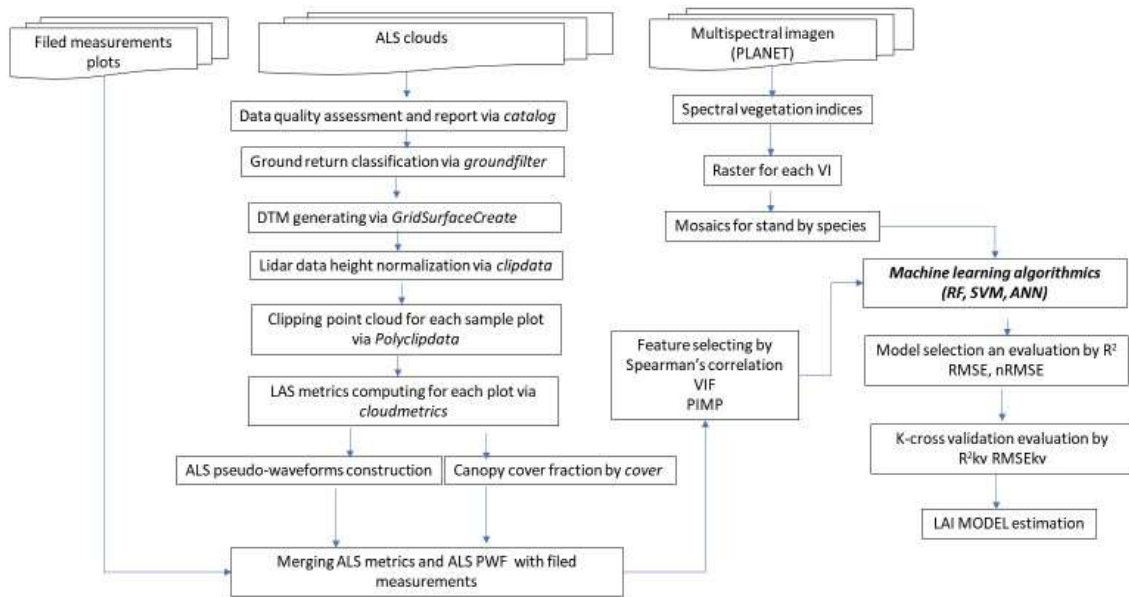 Filed measurements
plots
ALS clouds
Multispectral imagen
(PLANET)
Data quality assessment and report via catalog
Ground return classification via groundfilter
DTM generating via GridSurfaceCreate
Lidar data height normalization via clipdata
Clipping point cloud for each sample plot
via Polyclipdata
LAS metrics computing for each plot via
cloudmetrics
ALS pseudo-waveforms construction
Canopy cover fraction by cover
Merging ALS metrics and ALS PWF with filed
measurements
Feature selecting by
Spearman's correlation
VIF
PIMP
Spectral vegetation indices
Raster for each VI
Mosaics for stand by species
Machine learning algorithmics
(RF, SVM, ANN)
Model selection an evaluation by R²
RMSE, nRMSE
K-cross validation evaluation by
R²kv RMSEkv
LAI MODEL estimation